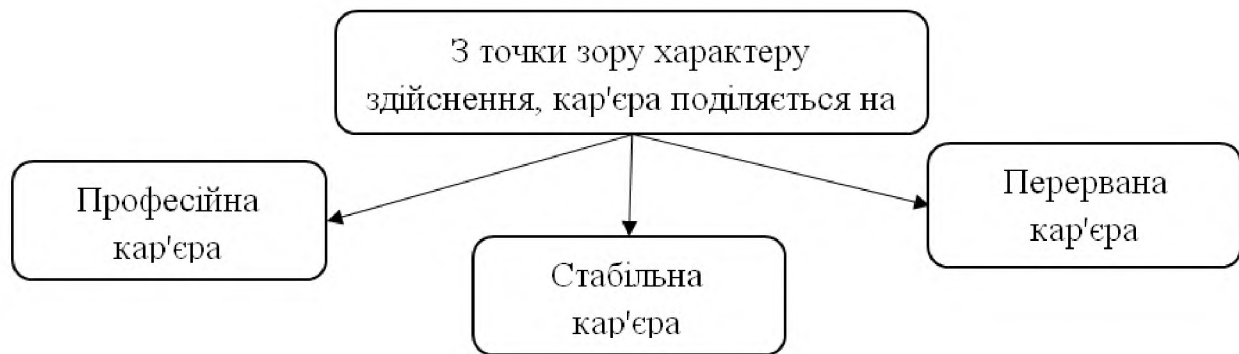 З точки зору характеру
здійснення, кар'єра поділяється на
Професійна
кар'єра
Стабільна
кар'єра
Перервана
кар'єра